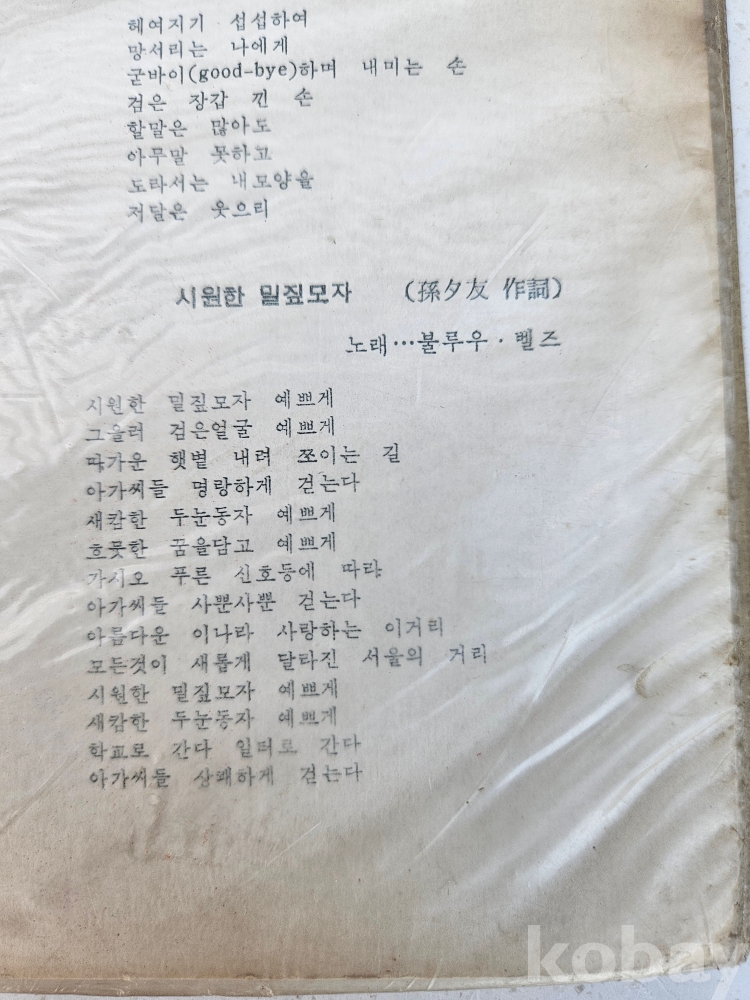 헤여지기 섭섭하여
망서리는 나에게
굳바이(good-bye)하며 내미는 손
검은 장갑 낀 손
할말은 많아도
아무말 못하고
도라서는 내모양을
저달은 웃으리
시원한 밀짚모자 (孫夕友 作詞)
노래…불루우·벨즈
시원한 밀짚모자 예쁘게
그을러 검은얼굴 예쁘게
따가운 햇볕 내려 쪼이는 길
아가씨들 명랑하게 걷는다
새캄한 두눈동자 예쁘게
흐뭇한 꿈을담고 예쁘게
가시오 푸른 신호등에 따라
아가씨들 사뿐사뿐 걷는다
아름다운 이나라 사랑하는 이거리
모든것이 새롭게 달타진 서울의 거리
시원한 밀짚모자 예쁘게
새캄한 두눈동자 예쁘게
학교로 간다 일터로 간다
아가씨들 상쾌하게 걷는다
kobay